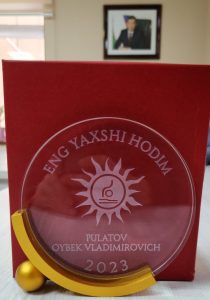 ENG YAXSHI HODIM
PULATOV
OYBEK VLADIMIROVICH
2023